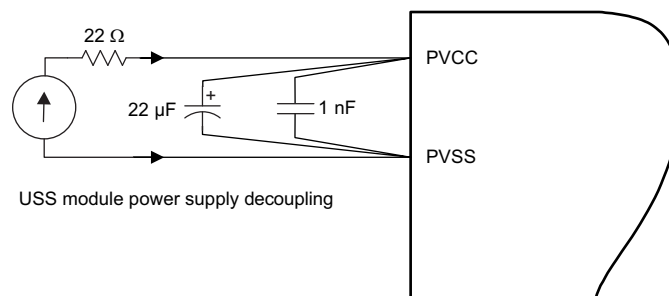 22 Ω
PVCC
+
22 µF
1 nF
PVSS
USS module power supply decoupling